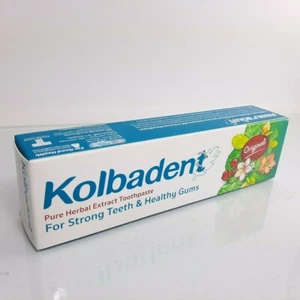 Kolbadent
Original
Pure Herbal Extract Toothpaste
For Strong Teeth & Healthy Gums